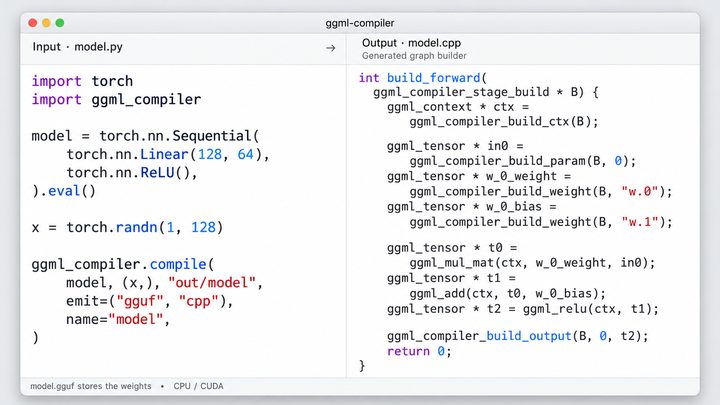 ggml-compiler
Input · model.py →
import torch
import ggml_compiler
model = torch.nn.Sequential(
    torch.nn.Linear(128, 64),
    torch.nn.ReLU(),
).eval()
x = torch.randn(1, 128)
ggml_compiler.compile(
    model, (x,), "out/model",
    emit=("gguf", "cpp"),
    name="model",
)
Output · model.cpp
Generated graph builder
int build_forward(
  ggml_compiler_stage_build * B) {
    ggml_context * ctx =
       ggml_compiler_build_ctx(B);
    ggml_tensor * in0 =
       ggml_compiler_build_param(B, 0);
    ggml_tensor * w_0_weight =
       ggml_compiler_build_weight(B, "w.0");
    ggml_tensor * w_0_bias =
       ggml_compiler_build_weight(B, "w.1");
    ggml_tensor * t0 =
       ggml_mul_mat(ctx, w_0_weight, in0);
    ggml_tensor * t1 =
       ggml_add(ctx, t0, w_0_bias);
    ggml_tensor * t2 = ggml_relu(ctx, t1);
    ggml_compiler_build_output(B, 0, t2);
    return 0;
}
model.gguf stores the weights • CPU / CUDA